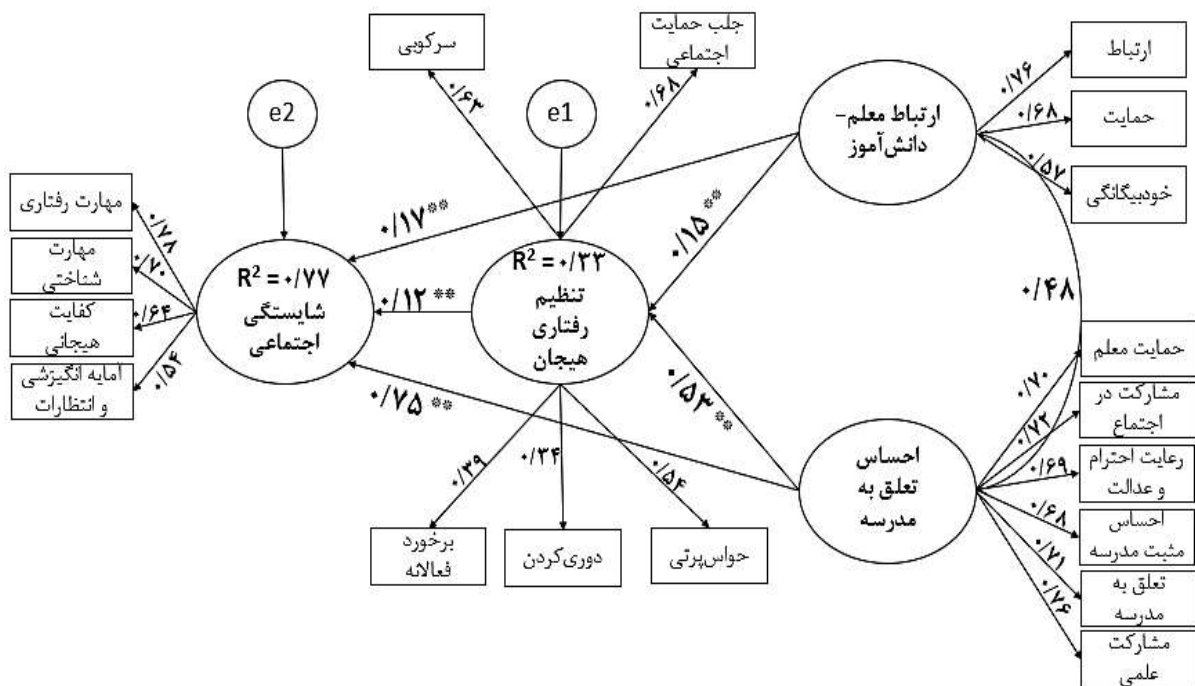 سرکوبی
جلب حمایت
اجتماعی
ارتباط
حمایت
خودبیگانگی
e2
e1
ارتباط معلم–
دانش‌آموز
۰/۶۳
۰/۶۸
۰/۷۶
۰/۶۸
۰/۵۷
مهارت رفتاری
مهارت
شناختی
کفایت
هیجانی
آمایه انگیزشی
و انتظارات
۰/۷۸
۰/۷۰
۰/۶۴
۰/۵۴
R² = ۰/۷۷
شایستگی
اجتماعی
R² = ۰/۳۳
تنظیم
رفتاری
هیجان
۰/۱۷**
۰/۱۵**
۰/۱۲**
۰/۴۸
۰/۷۵**
۰/۵۳**
احساس
تعلق به
مدرسه
۰/۷۰
۰/۷۲
۰/۶۹
۰/۶۸
۰/۷۱
۰/۷۶
حمایت معلم
مشارکت در
اجتماع
رعایت احترام
و عدالت
احساس
مثبت مدرسه
تعلق به
مدرسه
مشارکت
علمی
۰/۳۹
۰/۳۴
۰/۵۴
برخورد
فعالانه
دوری‌کردن
حواس‌پرتی